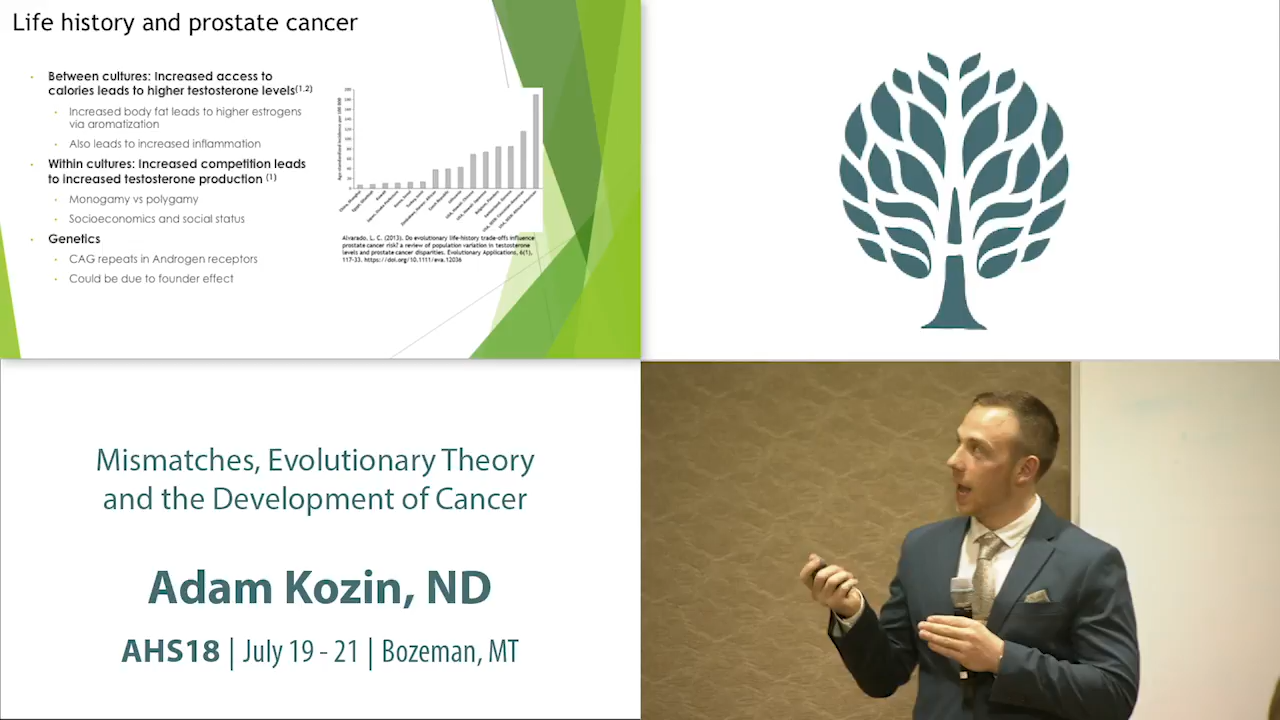 Life history and prostate cancer
Between cultures: Increased access to
calories leads to higher testosterone levels(1,2)
Increased body fat leads to higher estrogens
via aromatization
Also leads to increased inflammation
Within cultures: Increased competition leads
to increased testosterone production (1)
Monogamy vs polygamy
Socioeconomics and social status
Genetics
CAG repeats in Androgen receptors
Could be due to founder effect
Alvarado, L. C. (2013). Do evolutionary life-history trade-offs influence
prostate cancer risk? a review of population variation in testosterone
levels and prostate cancer disparities. Evolutionary Applications, 6(1),
117-33. https://doi.org/10.1111/eva.12036
Mismatches, Evolutionary Theory
and the Development of Cancer
Adam Kozin, ND
AHS18 | July 19 - 21 | Bozeman, MT